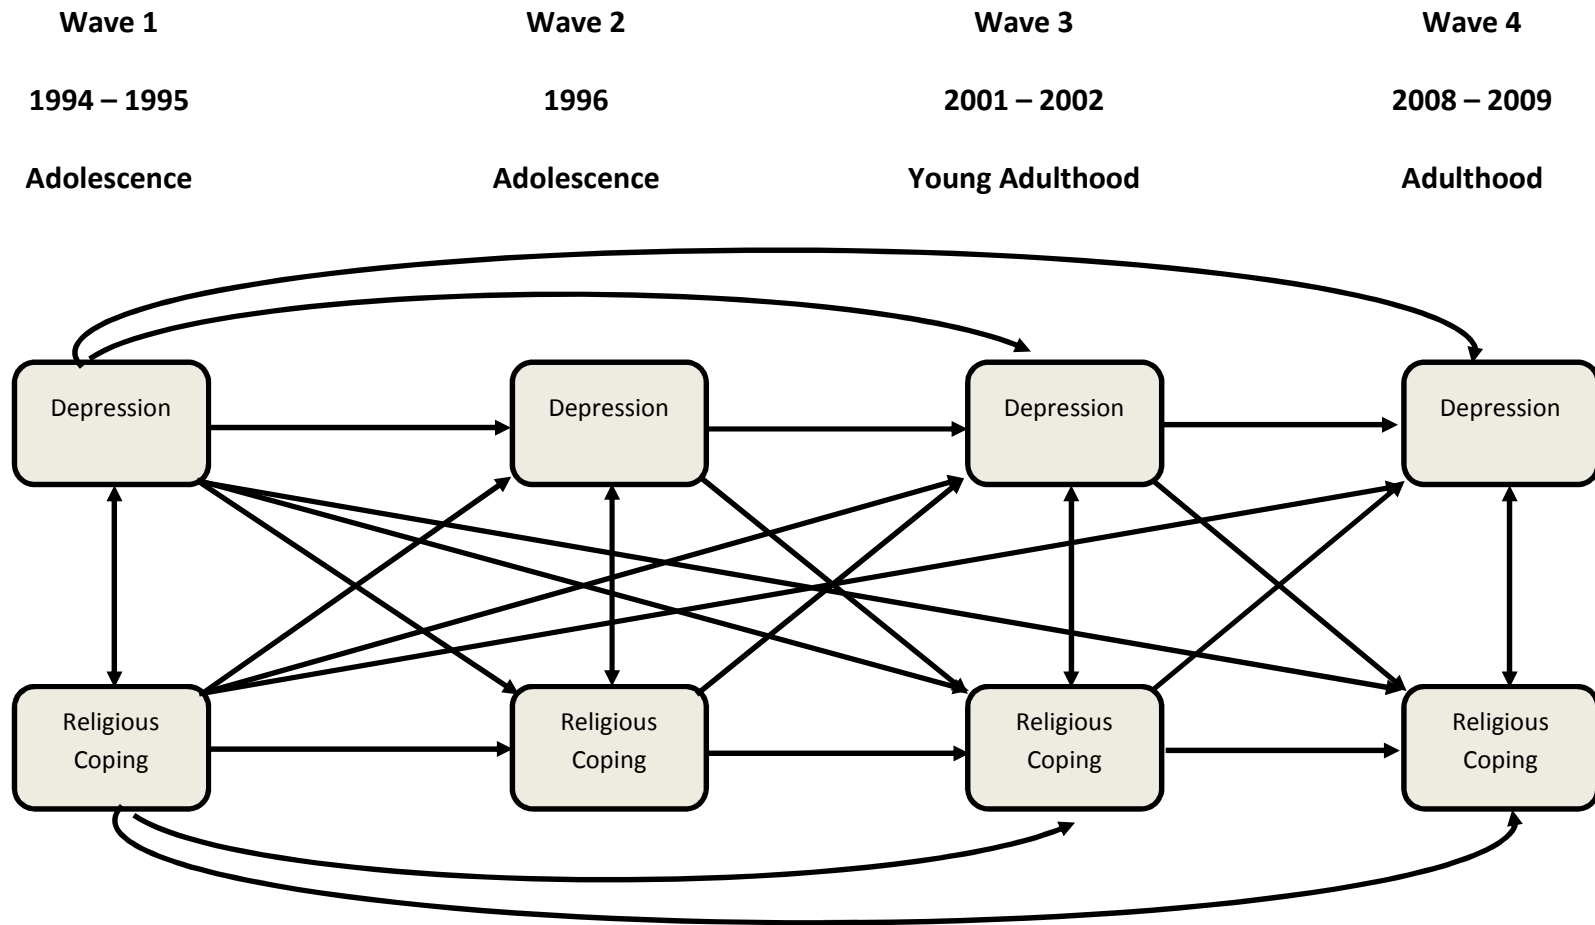 Wave 1
Wave 2
Wave 3
Wave 4
1994 – 1995
1996
2001 – 2002
2008 – 2009
Adolescence
Adolescence
Young Adulthood
Adulthood
Depression
Depression
Depression
Depression
Religious
Coping
Religious
Coping
Religious
Coping
Religious
Coping